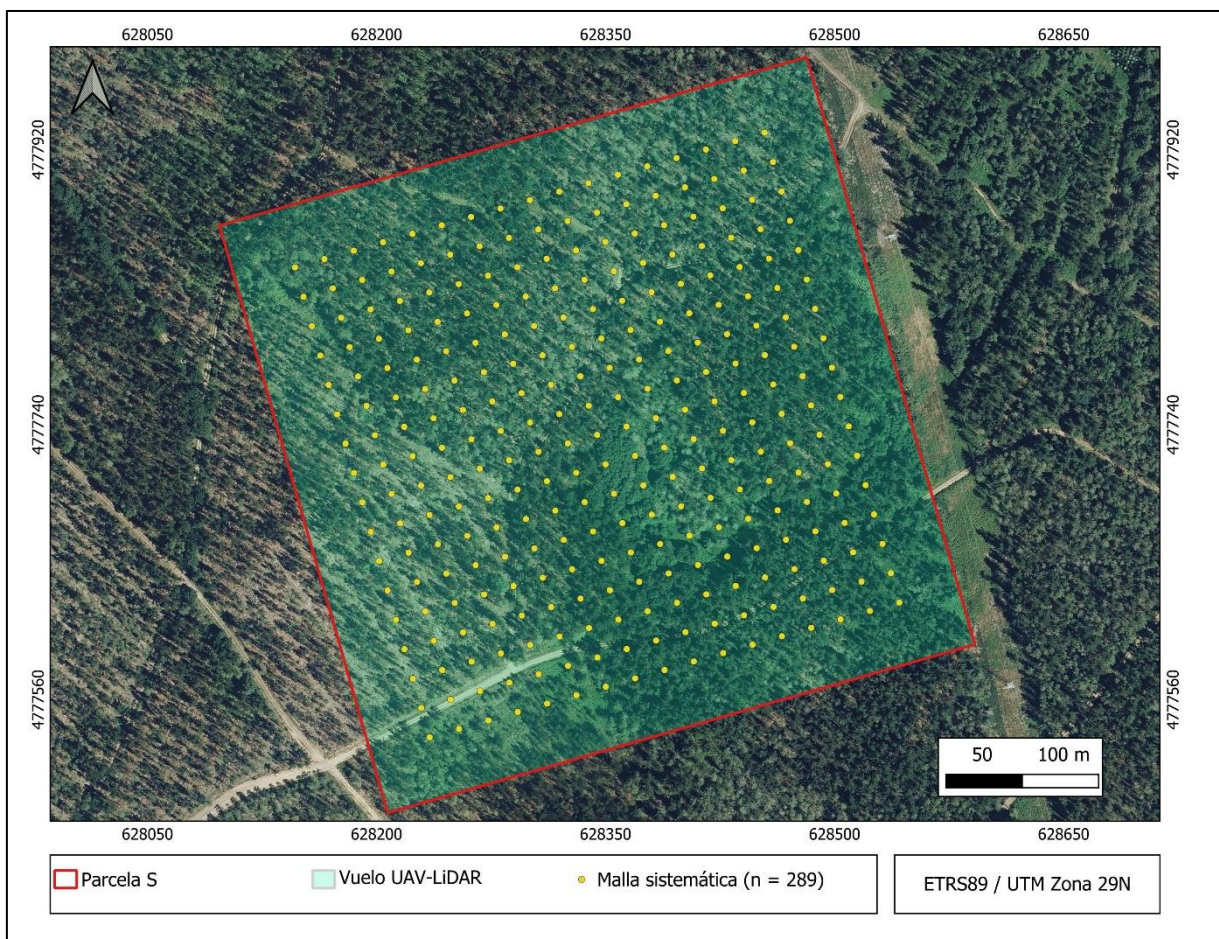 628050 628200 628350 628500 628650
4777920 4777920
4777740 4777740
4777560 4777560
50 100 m
628050 628200 628350 628500 628650
Parcela S Vuelo UAV-LiDAR Malla sistemática (n = 289) ETRS89 / UTM Zona 29N